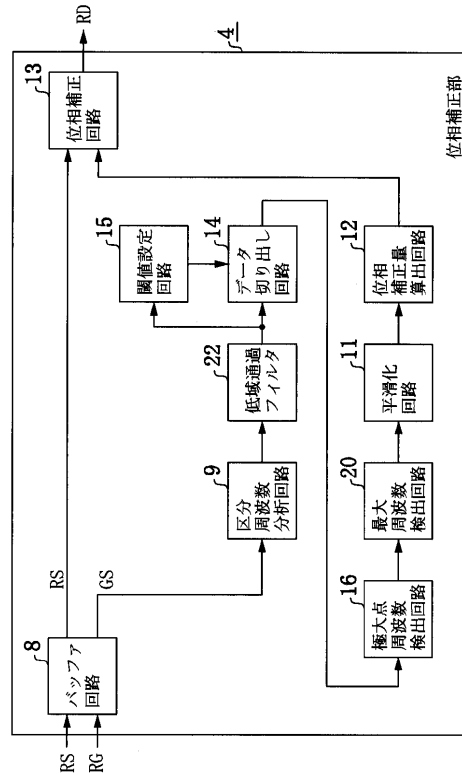 4
位相補正部
RS
RG
8
バッファ
回路
RS
GS
13
位相補正
回路
RD
15
閾値設定
回路
9
区分
周波数
分析回路
22
低域通過
フィルタ
14
データ
切り出し
回路
16
極大点
周波数
検出回路
20
最大
周波数
検出回路
11
平滑化
回路
12
位相
補正量
算出回路